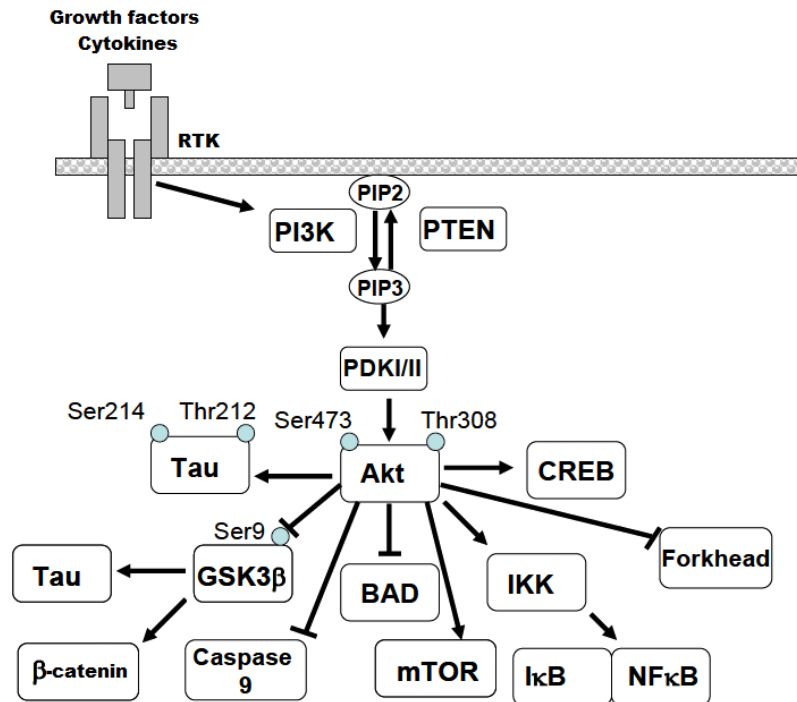 Growth factors
Cytokines
RTK
PIP2
PI3K
PTEN
PIP3
PDKI/II
Ser214
Thr212
Ser473
Thr308
Tau
Akt
CREB
Ser9
Tau
GSK3β
BAD
IKK
Forkhead
β-catenin
Caspase
9
mTOR
IκB
NFκB